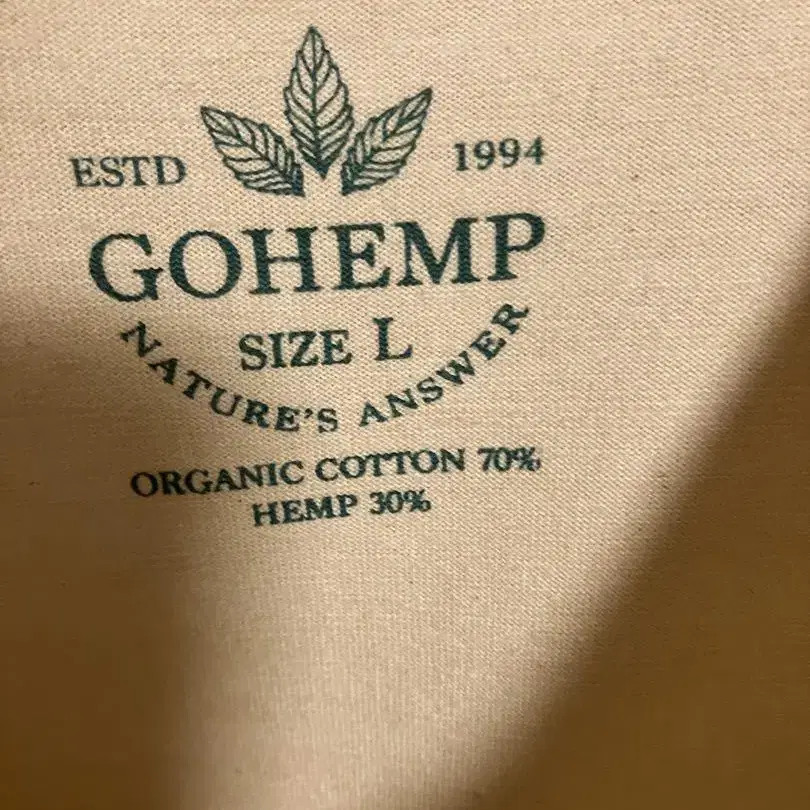 ESTD 1994
GOHEMP
SIZE L
NATURE'S ANSWER
ORGANIC COTTON 70%
HEMP 30%